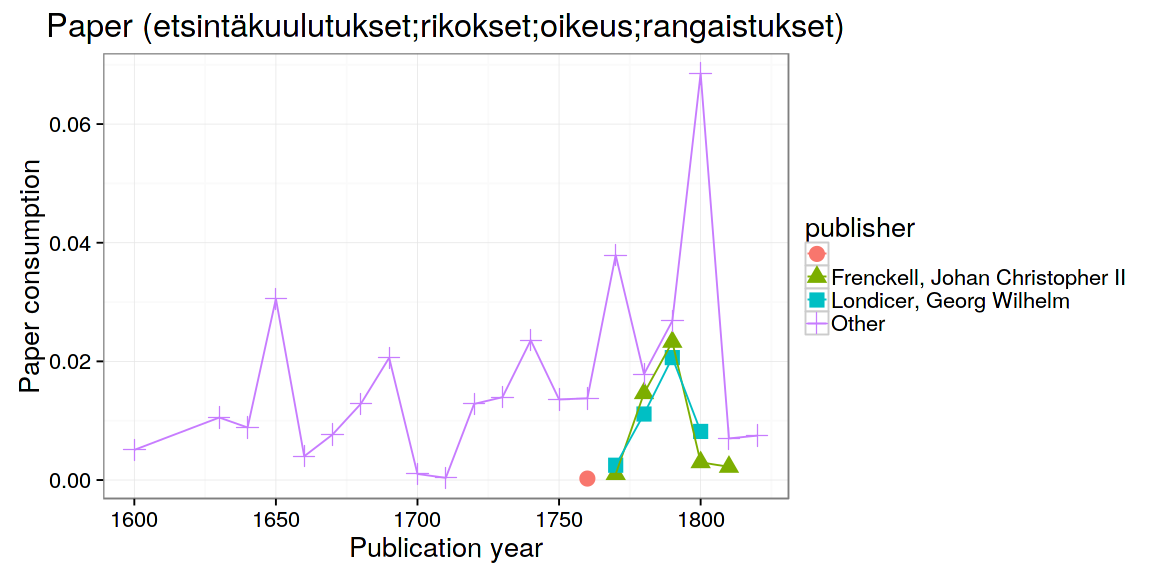 Paper (etsintäkuulutukset;rikokset;oikeus;rangaistukset)
Paper consumption
0.06
0.04
0.02
0.00
1600
1650
1700
1750
1800
Publication year
publisher
Frenckell, Johan Christopher II
Londicer, Georg Wilhelm
Other